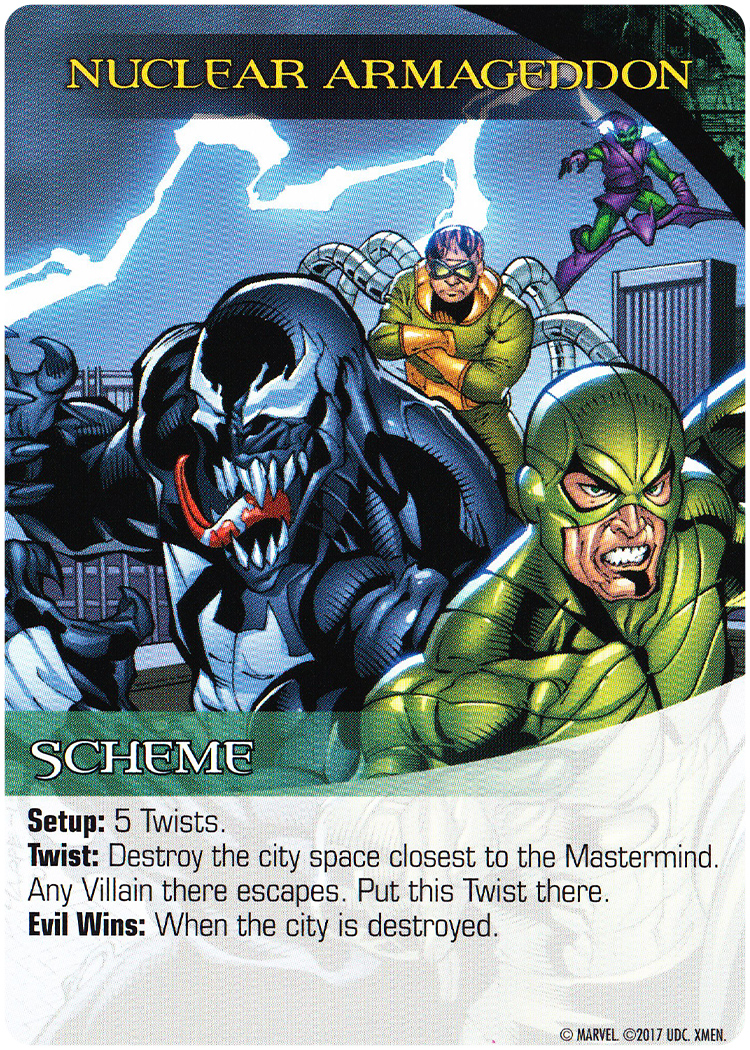 NUCLEAR ARMAGEDDON
SCHEME
Setup: 5 Twists.
Twist: Destroy the city space closest to the Mastermind.
Any Villain there escapes. Put this Twist there.
Evil Wins: When the city is destroyed.
© MARVEL. ©2017 UDC. XMEN.